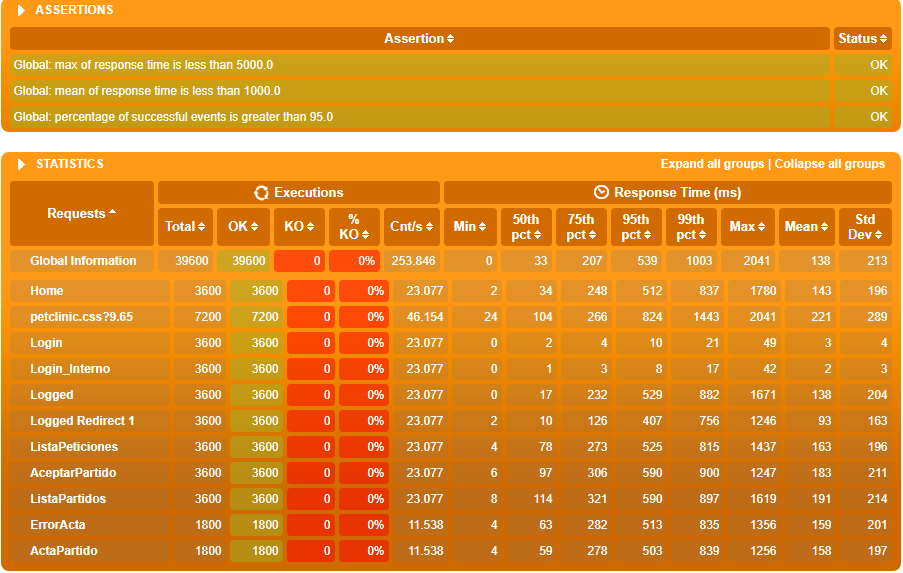 ASSERTIONS
Assertion Status
Global: max of response time is less than 5000.0 OK
Global: mean of response time is less than 1000.0 OK
Global: percentage of successful events is greater than 95.0 OK
STATISTICS Expand all groups | Collapse all groups
Requests Executions Response Time (ms)
Total OK KO % KO Cnt/s Min 50th pct 75th pct 95th pct 99th pct Max Mean Std Dev
Global Information 39600 39600 0 0% 253.846 0 33 207 539 1003 2041 138 213
Home 3600 3600 0 0% 23.077 2 34 248 512 837 1780 143 196
petclinic.css?9.65 7200 7200 0 0% 46.154 24 104 266 824 1443 2041 221 289
Login 3600 3600 0 0% 23.077 0 2 4 10 21 49 3 4
Login_Interno 3600 3600 0 0% 23.077 0 1 3 8 17 42 2 3
Logged 3600 3600 0 0% 23.077 0 17 232 529 882 1671 138 204
Logged Redirect 1 3600 3600 0 0% 23.077 2 10 126 407 756 1246 93 163
ListaPeticiones 3600 3600 0 0% 23.077 4 78 273 525 815 1437 163 196
AceptarPartido 3600 3600 0 0% 23.077 6 97 306 590 900 1247 183 211
ListaPartidos 3600 3600 0 0% 23.077 8 114 321 590 897 1619 191 214
ErrorActa 1800 1800 0 0% 11.538 4 63 282 513 835 1356 159 201
ActaPartido 1800 1800 0 0% 11.538 4 59 278 503 839 1256 158 197